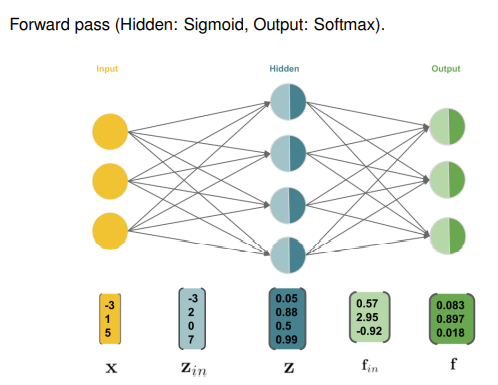 Forward pass (Hidden: Sigmoid, Output: Softmax).
Input Hidden Output
-3 -3 0.05 0.57 0.083
1 2 0.88 2.95 0.897
5 0 0.5 -0.92 0.018
7 0.99
x z_in z f_in f